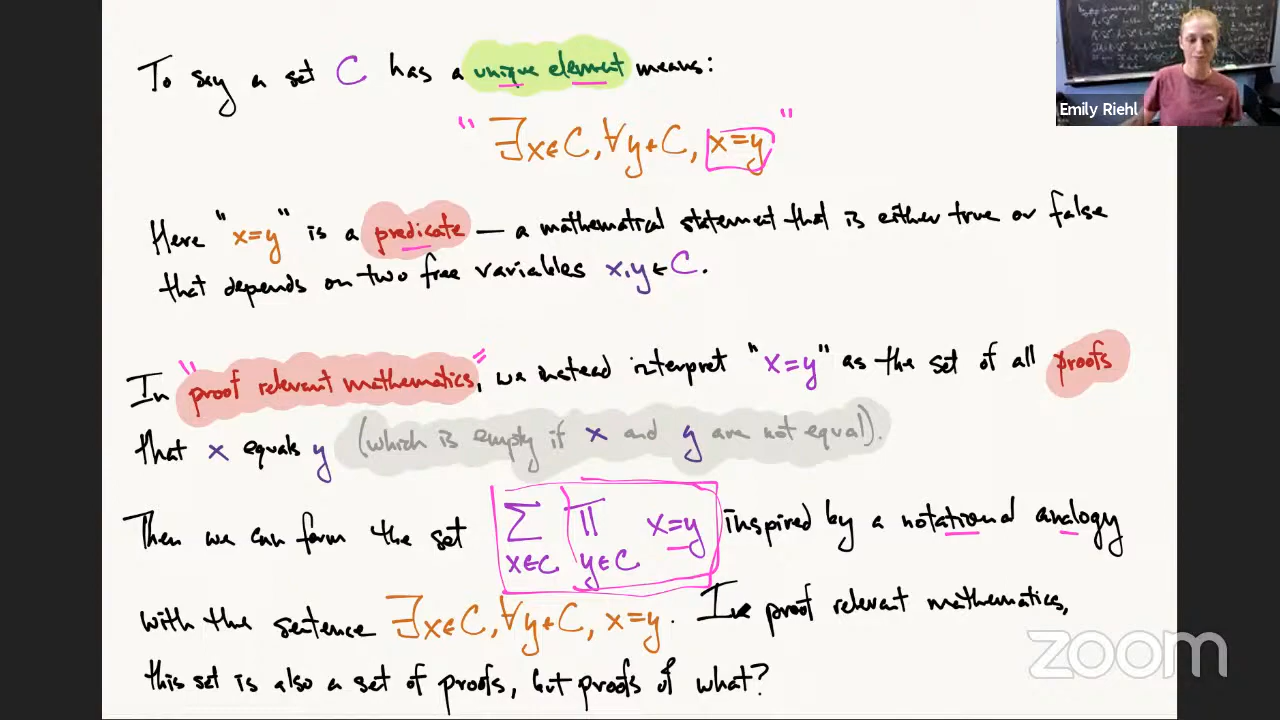 To say a set C has a unique element means:
"∃x∈C, ∀y∈C, x=y"
Here "x=y" is a predicate — a mathematical statement that is either true or false
that depends on two free variables x,y∈C.
In "proof relevant mathematics", we instead interpret "x=y" as the set of all proofs
that x equals y (which is empty if x and y are not equal).
Then we can form the set ∑ x∈C ∏ y∈C x=y inspired by a notational analogy
with the sentence ∃x∈C, ∀y∈C, x=y. In proof relevant mathematics,
this set is also a set of proofs, but proofs of what?
Emily Riehl
zoom